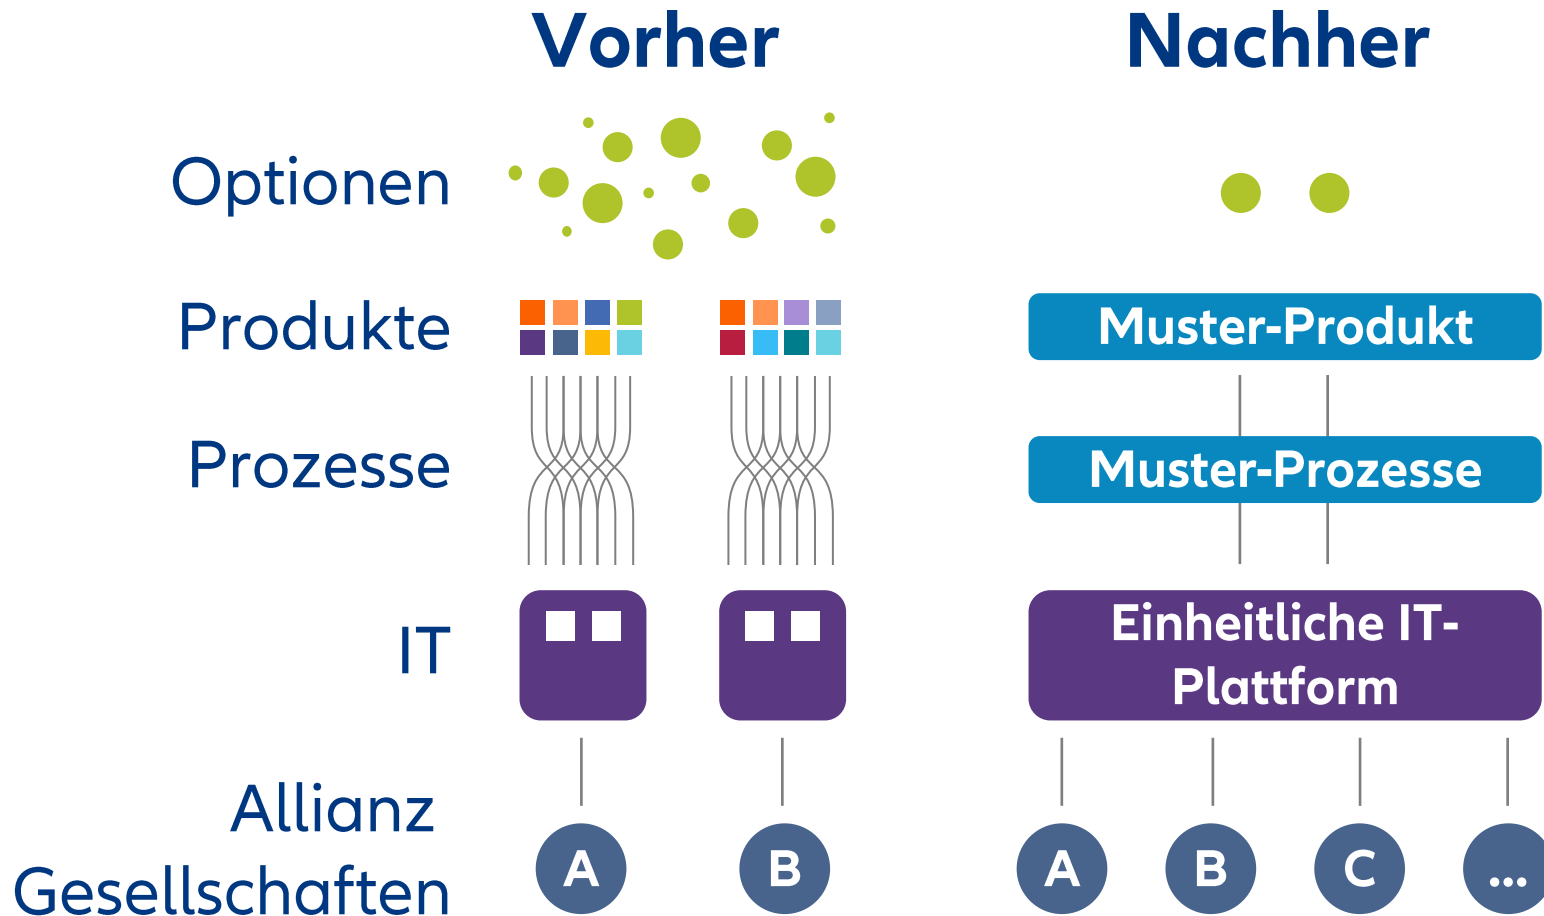 Vorher Nachher
Optionen
Produkte
Muster-Produkt
Prozesse
Muster-Prozesse
IT
Einheitliche IT-
Plattform
Allianz
Gesellschaften
A B A B C ...